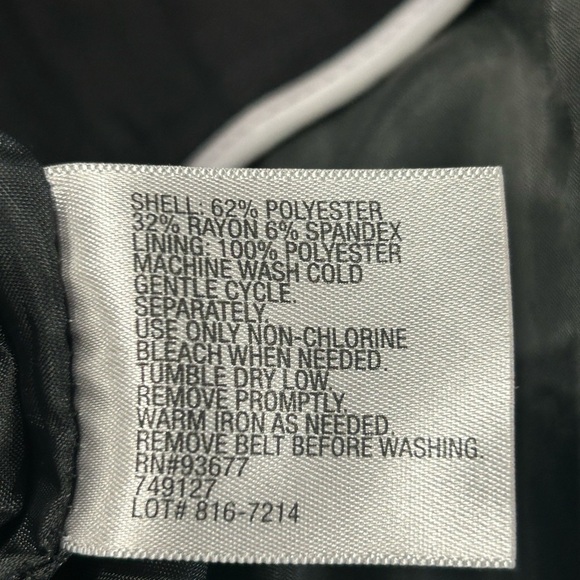 SHELL: 62% POLYESTER
32% RAYON 6% SPANDEX
LINING: 100% POLYESTER
MACHINE WASH COLD
GENTLE CYCLE.
SEPARATELY.
USE ONLY NON-CHLORINE
BLEACH WHEN NEEDED.
TUMBLE DRY LOW.
REMOVE PROMPTLY.
WARM IRON AS NEEDED.
REMOVE BELT BEFORE WASHING.
RN#93677
749127
LOT# 816-7214